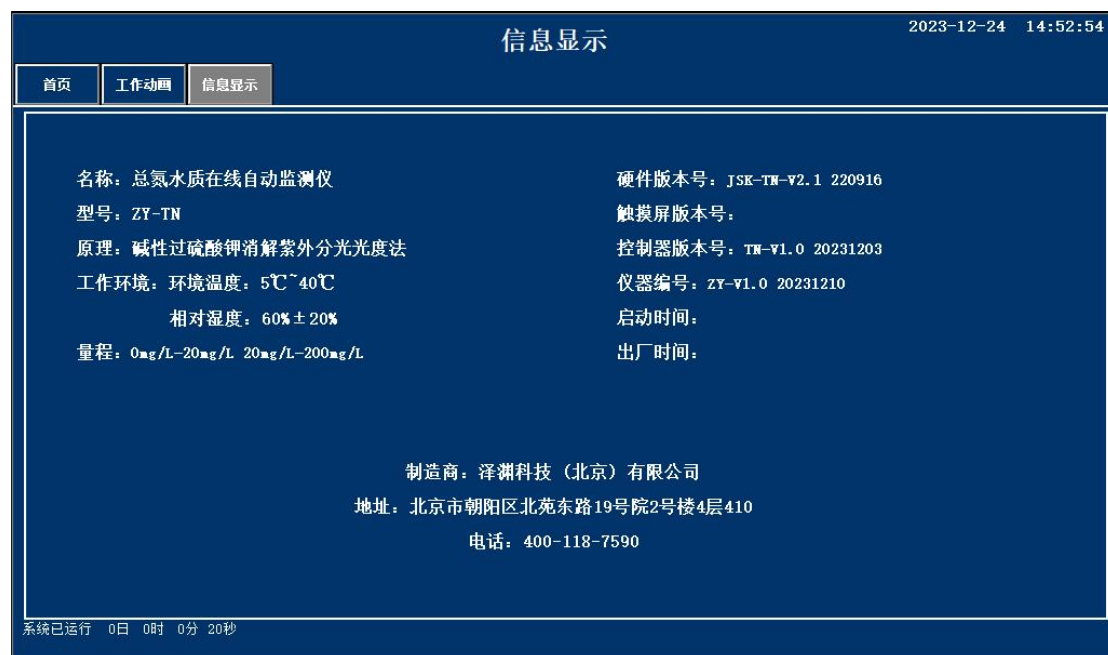 信息显示
2023-12-24 14:52:54
首页 工作动画 信息显示
名称：总氮水质在线自动监测仪
型号：ZY-TN
原理：碱性过硫酸钾消解紫外分光光度法
工作环境：环境温度：5℃~40℃
相对湿度：60%±20%
量程：0mg/L-20mg/L 20mg/L-200mg/L
硬件版本号：JSK-TN-V2.1 220916
触摸屏版本号：
控制器版本号：TN-V1.0 20231203
仪器编号：ZY-V1.0 20231210
启动时间：
出厂时间：
制造商：泽渊科技（北京）有限公司
地址：北京市朝阳区北苑东路19号院2号楼4层410
电话：400-118-7590
系统已运行 0日 0时 0分 20秒